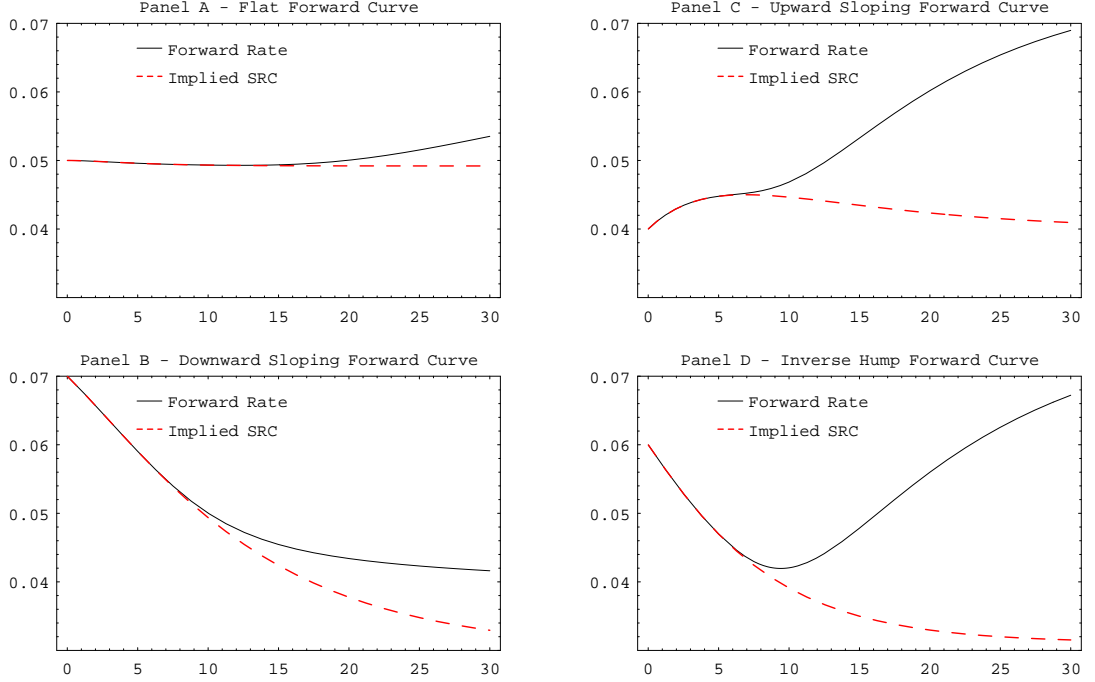 Panel A - Flat Forward Curve
0.07
0.06
0.05
0.04
Forward Rate
Implied SRC
0 5 10 15 20 25 30
Panel C - Upward Sloping Forward Curve
0.07
0.06
0.05
0.04
Forward Rate
Implied SRC
0 5 10 15 20 25 30
Panel B - Downward Sloping Forward Curve
0.07
0.06
0.05
0.04
Forward Rate
Implied SRC
0 5 10 15 20 25 30
Panel D - Inverse Hump Forward Curve
0.07
0.06
0.05
0.04
Forward Rate
Implied SRC
0 5 10 15 20 25 30